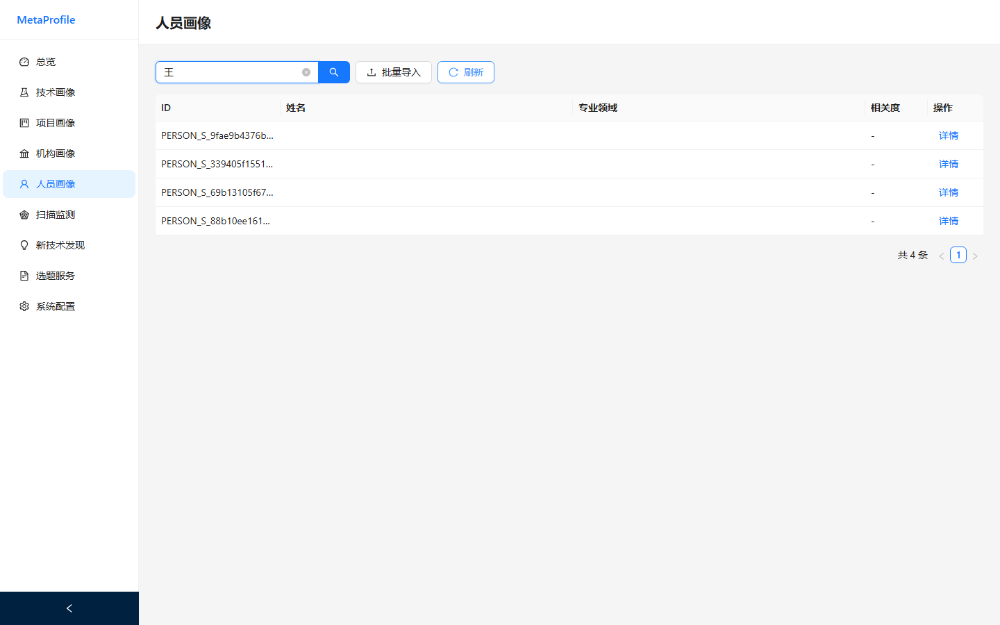 MetaProfile
人员画像
总览
技术画像
项目画像
机构画像
人员画像
扫描监测
新技术发现
选题服务
系统配置
王
批量导入
刷新
ID 姓名 专业领域 相关度 操作
PERSON_S_9fae9b4376b... - 详情
PERSON_S_339405f1551... - 详情
PERSON_S_69b13105f67... - 详情
PERSON_S_88b10ee161... - 详情
共 4 条 < 1 >